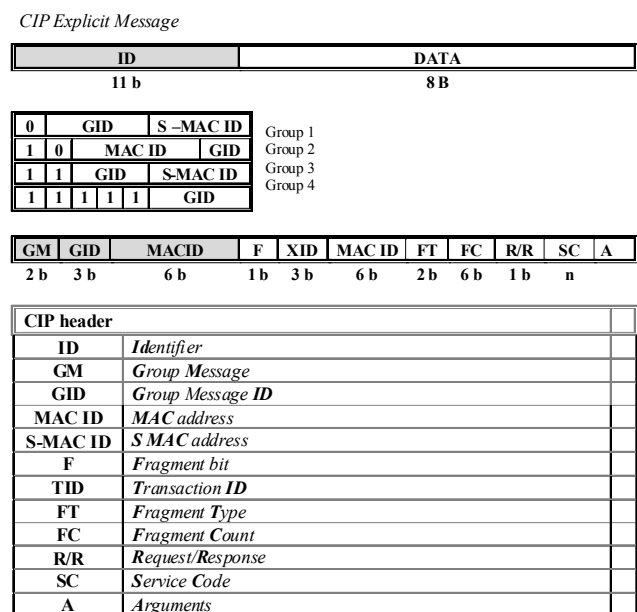 CIP Explicit Message
ID DATA
11 b 8 B
0 GID S –MAC ID Group 1
1 0 MAC ID GID Group 2
1 1 GID S-MAC ID Group 3
1 1 1 1 1 GID Group 4
GM GID MACID F XID MAC ID FT FC R/R SC A
2 b 3 b 6 b 1 b 3 b 6 b 2 b 6 b 1 b n
CIP header
ID Identifier
GM Group Message
GID Group Message ID
MAC ID MAC address
S-MAC ID S MAC address
F Fragment bit
TID Transaction ID
FT Fragment Type
FC Fragment Count
R/R Request/Response
SC Service Code
A Arguments